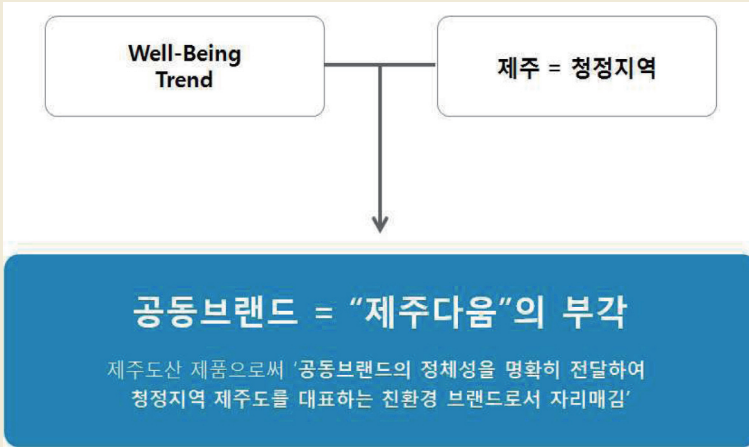 Well-Being
Trend
제주 = 청정지역
공동브랜드 = “제주다움”의 부각
제주도산 제품으로써 ‘공동브랜드의 정체성을 명확히 전달하여
청정지역 제주도를 대표하는 친환경 브랜드로서 자리매김’